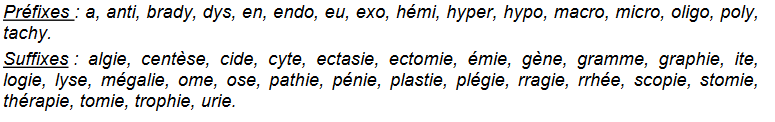 Préfixes : a, anti, brady, dys, en, endo, eu, exo, hémi, hyper, hypo, macro, micro, oligo, poly,
tachy.
Suffixes : algie, centèse, cide, cyte, ectasie, ectomie, émie, gène, gramme, graphie, ite,
logie, lyse, mégalie, ome, ose, pathie, pénie, plastie, plégie, rragie, rrhée, scopie, stomie,
thérapie, tomie, trophie, urie.